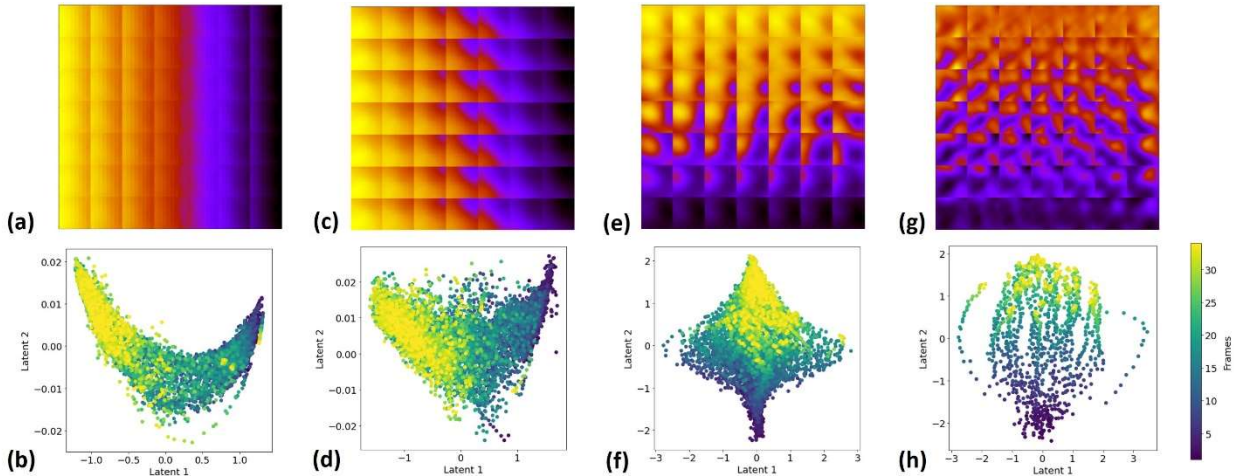 (a)
(c)
(e)
(g)
0.02
0.01
0.00
−0.01
−0.02
Latent 2
−1.0 −0.5 0.0 0.5 1.0
Latent 1
(b)
0.02
0.01
0.00
−0.01
−0.02
Latent 2
−1 0 1
Latent 1
(d)
2
1
0
−1
−2
Latent 2
−3 −2 −1 0 1 2 3
Latent 1
(f)
2
1
0
−1
−2
Latent 2
−3 −2 −1 0 1 2 3
Latent 1
(h)
30
25
20
15
10
5
Frames